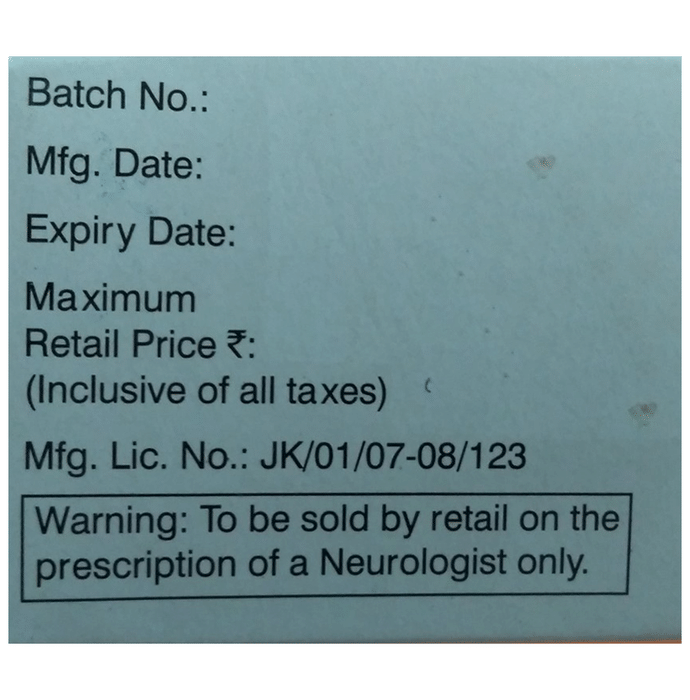 Batch No.:
Mfg. Date:
Expiry Date:
Maximum
Retail Price ₹:
(Inclusive of all taxes)
Mfg. Lic. No.: JK/01/07-08/123
Warning: To be sold by retail on the
prescription of a Neurologist only.